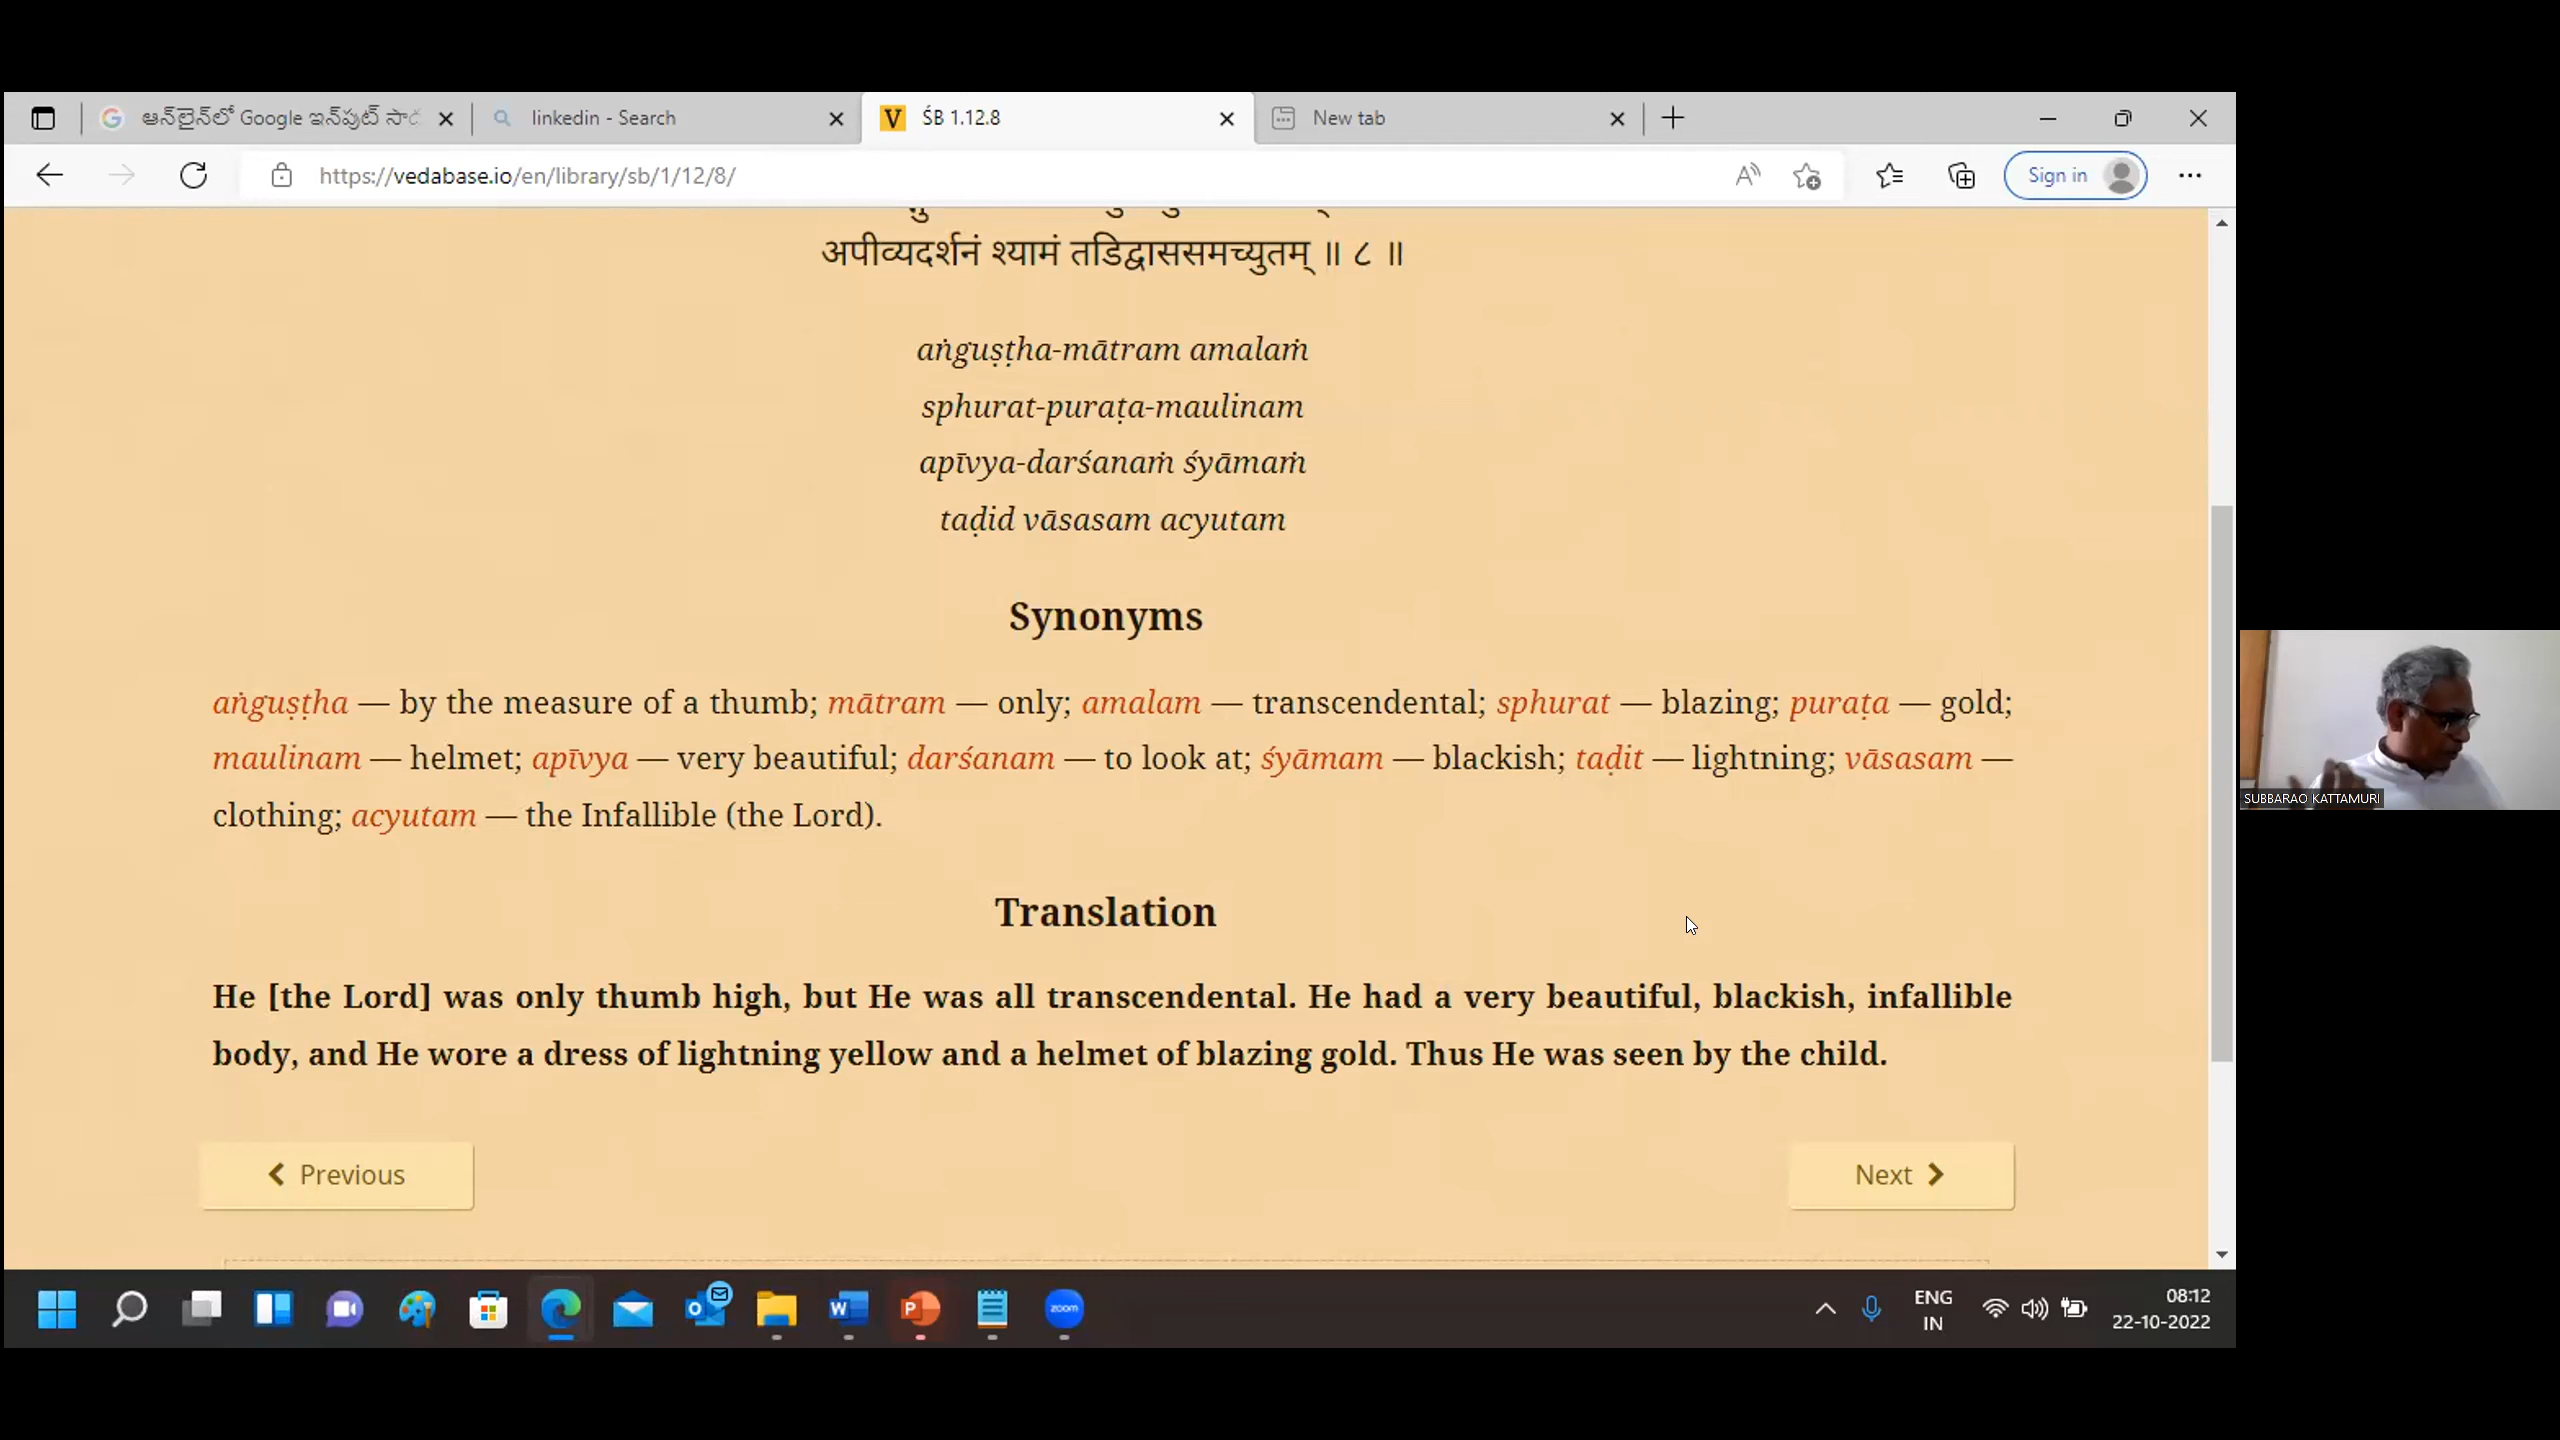 ఆన్‌లైన్‌లో Google ఇన్‌పుట్ సా
linkedin - Search
ŚB 1.12.8
New tab
https://vedabase.io/en/library/sb/1/12/8/
Sign in
अपीव्यदर्शनं श्यामं तडिद्वाससमच्युतम् ॥ ८ ॥
aṅguṣṭha-mātram amalaṁ
sphurat-puraṭa-maulinam
apīvya-darśanaṁ śyāmaṁ
taḍid vāsasam acyutam
Synonyms
aṅguṣṭha — by the measure of a thumb; mātram — only; amalam — transcendental; sphurat — blazing; puraṭa — gold;
maulinam — helmet; apīvya — very beautiful; darśanam — to look at; śyāmam — blackish; taḍit — lightning; vāsasam —
clothing; acyutam — the Infallible (the Lord).
Translation
He [the Lord] was only thumb high, but He was all transcendental. He had a very beautiful, blackish, infallible
body, and He wore a dress of lightning yellow and a helmet of blazing gold. Thus He was seen by the child.
Previous
Next
SUBBARAO KATTAMURI
zoom
ENG
IN
08:12
22-10-2022